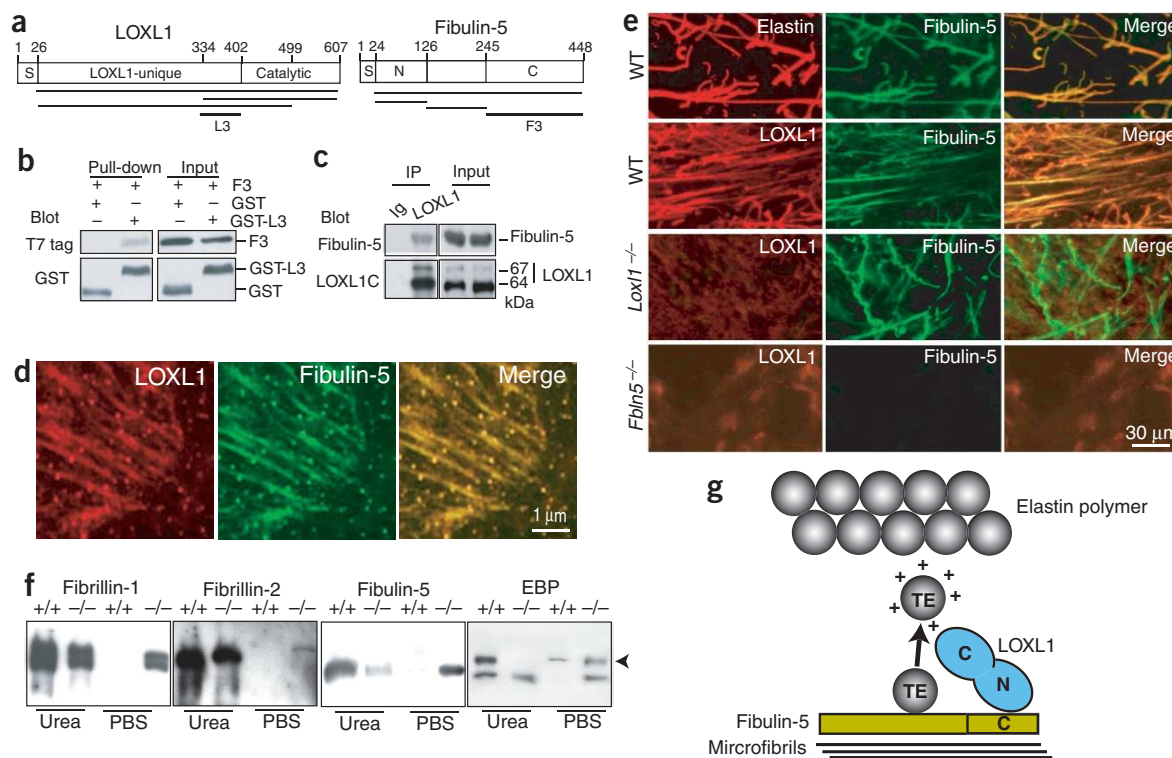 a
LOXL1
1 26 334 402 499 607
S LOXL1-unique Catalytic
L3
Fibulin-5
1 24 126 245 448
S N C
F3
b
Pull-down Input
+ + + + F3
+ – + – GST
– + – + GST-L3
Blot
T7 tag F3
GST GST-L3
GST
c
IP Input
Ig LOXL1
Blot
Fibulin-5 Fibulin-5
LOXL1C 67 LOXL1
64
kDa
d
LOXL1 Fibulin-5 Merge
1 µm
e
WT Elastin Fibulin-5 Merge
WT LOXL1 Fibulin-5 Merge
Loxl1–/– LOXL1 Fibulin-5 Merge
Fbln5–/– LOXL1 Fibulin-5 Merge
30 µm
f
Fibrillin-1 Fibrillin-2 Fibulin-5 EBP
+/+ –/– +/+ –/– +/+ –/– +/+ –/– +/+ –/– +/+ –/– +/+ –/– +/+ –/–
Urea PBS Urea PBS Urea PBS Urea PBS
g
Elastin polymer
+ + + + + +
TE
LOXL1
C
N
TE
Fibulin-5 C
Mircrofibrils